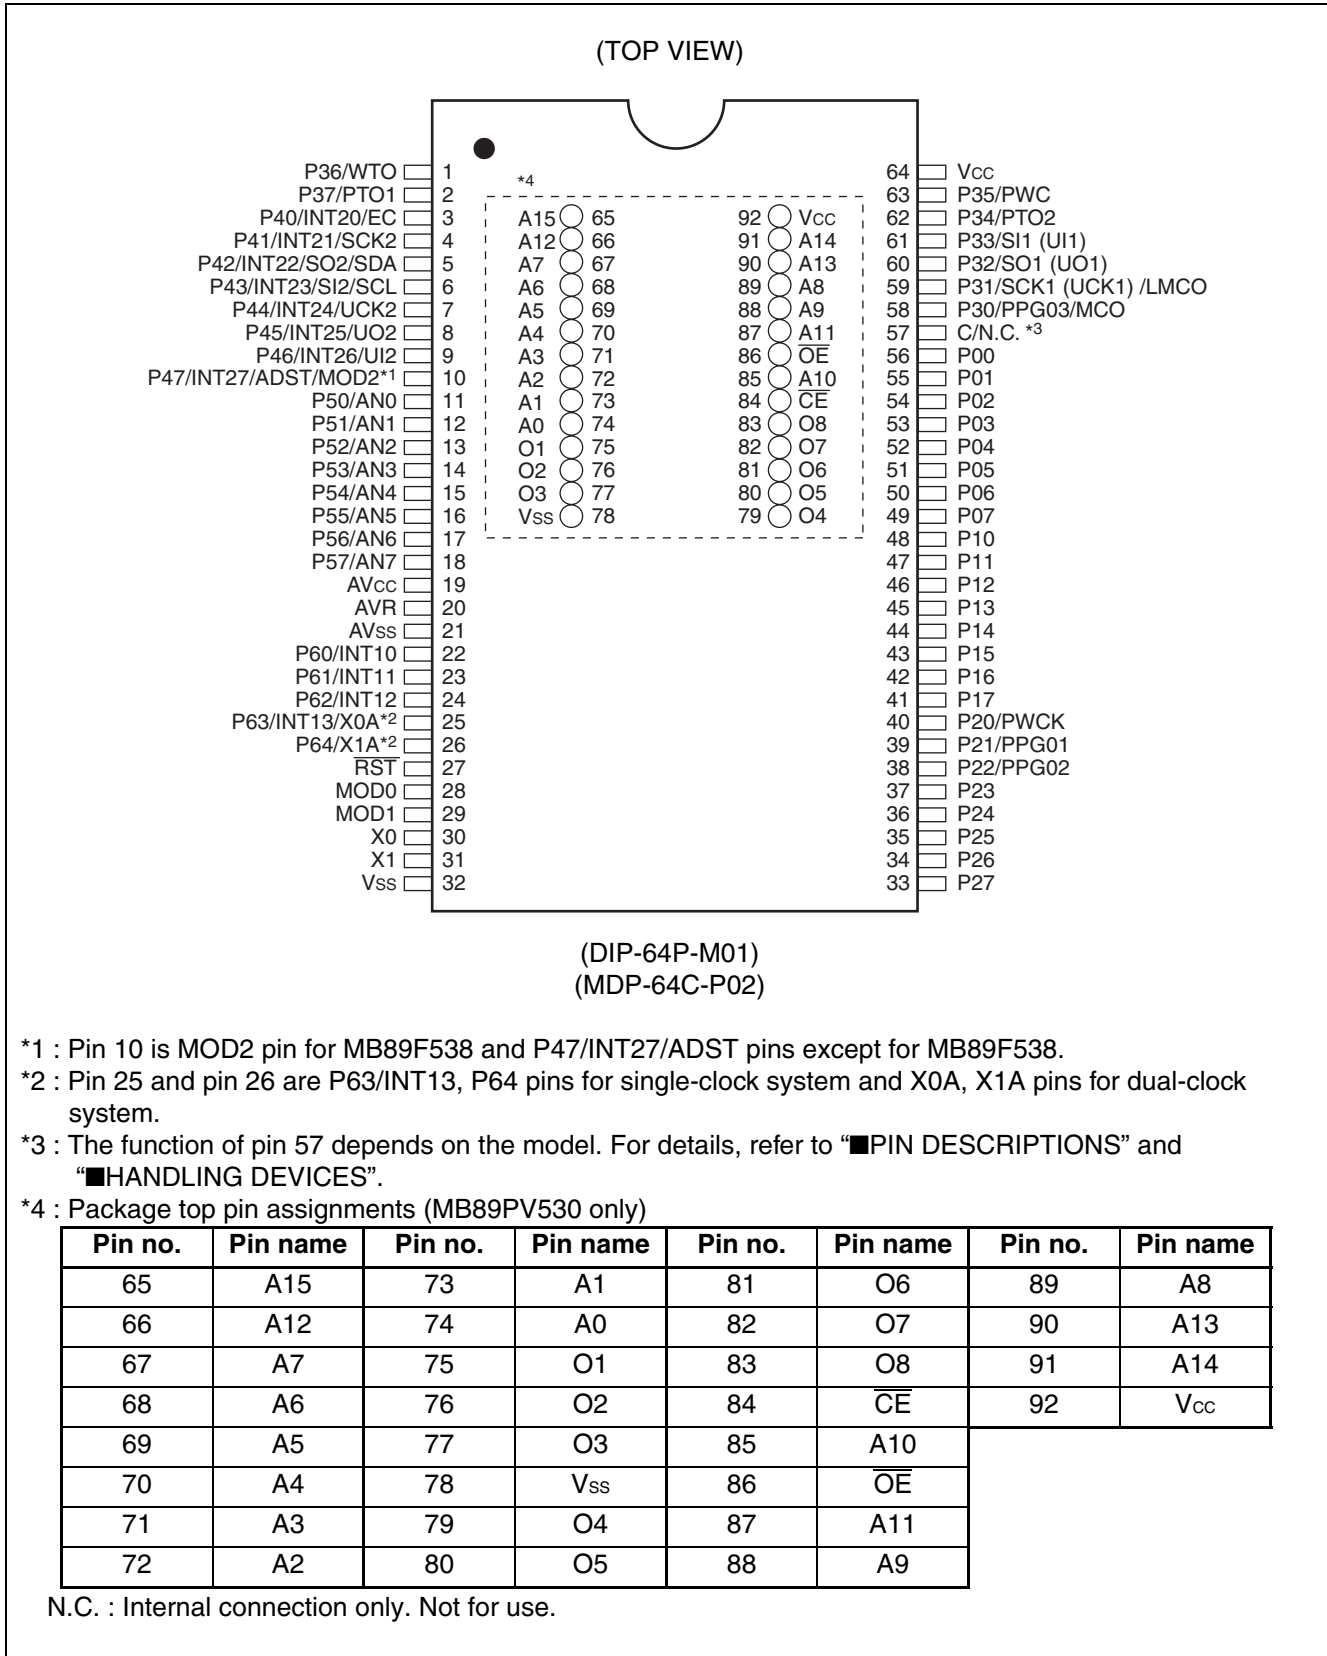 (TOP VIEW)
P36/WTO 1
P37/PTO1 2
P40/INT20/EC 3
P41/INT21/SCK2 4
P42/INT22/SO2/SDA 5
P43/INT23/SI2/SCL 6
P44/INT24/UCK2 7
P45/INT25/UO2 8
P46/INT26/UI2 9
P47/INT27/ADST/MOD2*1 10
P50/AN0 11
P51/AN1 12
P52/AN2 13
P53/AN3 14
P54/AN4 15
P55/AN5 16
P56/AN6 17
P57/AN7 18
AVCC 19
AVR 20
AVSS 21
P60/INT10 22
P61/INT11 23
P62/INT12 24
P63/INT13/X0A*2 25
P64/X1A*2 26
R̅S̅T̅ 27
MOD0 28
MOD1 29
X0 30
X1 31
VSS 32
*4
A15 65 92 VCC
A12 66 91 A14
A7 67 90 A13
A6 68 89 A8
A5 69 88 A9
A4 70 87 A11
A3 71 86 O̅E̅
A2 72 85 A10
A1 73 84 C̅E̅
A0 74 83 O8
O1 75 82 O7
O2 76 81 O6
O3 77 80 O5
VSS 78 79 O4
64 VCC
63 P35/PWC
62 P34/PTO2
61 P33/SI1 (UI1)
60 P32/SO1 (UO1)
59 P31/SCK1 (UCK1) /LMCO
58 P30/PPG03/MCO
57 C/N.C. *3
56 P00
55 P01
54 P02
53 P03
52 P04
51 P05
50 P06
49 P07
48 P10
47 P11
46 P12
45 P13
44 P14
43 P15
42 P16
41 P17
40 P20/PWCK
39 P21/PPG01
38 P22/PPG02
37 P23
36 P24
35 P25
34 P26
33 P27
(DIP-64P-M01)
(MDP-64C-P02)
*1 : Pin 10 is MOD2 pin for MB89F538 and P47/INT27/ADST pins except for MB89F538.
*2 : Pin 25 and pin 26 are P63/INT13, P64 pins for single-clock system and X0A, X1A pins for dual-clock
system.
*3 : The function of pin 57 depends on the model. For details, refer to “■PIN DESCRIPTIONS” and
“■HANDLING DEVICES”.
*4 : Package top pin assignments (MB89PV530 only)
Pin no. Pin name Pin no. Pin name Pin no. Pin name Pin no. Pin name
65 A15 73 A1 81 O6 89 A8
66 A12 74 A0 82 O7 90 A13
67 A7 75 O1 83 O8 91 A14
68 A6 76 O2 84 C̅E̅ 92 VCC
69 A5 77 O3 85 A10
70 A4 78 VSS 86 O̅E̅
71 A3 79 O4 87 A11
72 A2 80 O5 88 A9
N.C. : Internal connection only. Not for use.